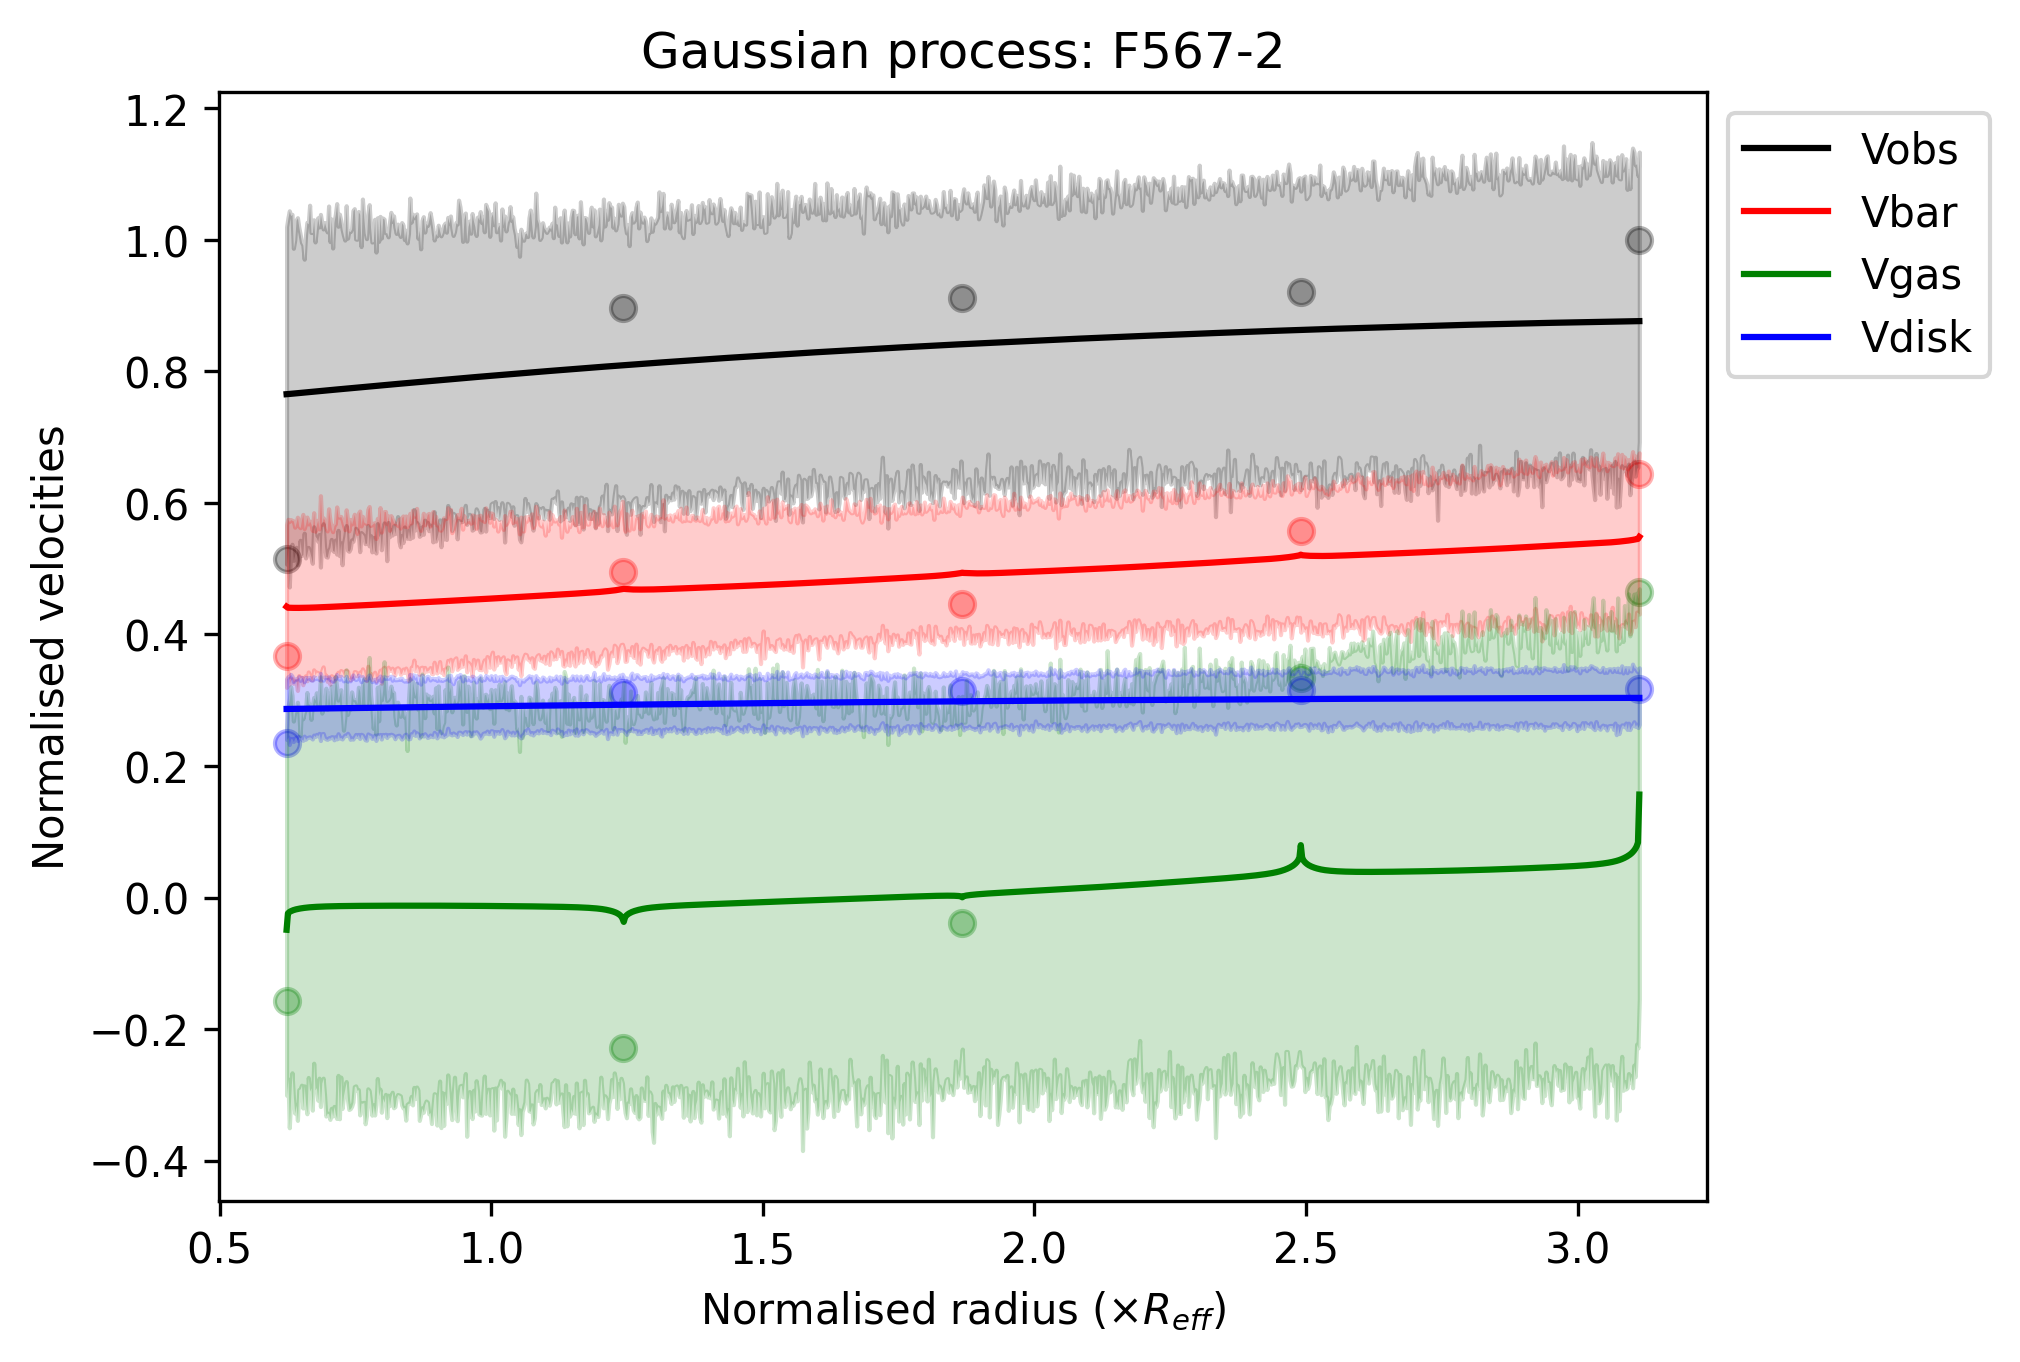 Gaussian process: F567-2
1.2
1.0
0.8
0.6
0.4
0.2
0.0
−0.2
−0.4
Normalised velocities
0.5 1.0 1.5 2.0 2.5 3.0
Normalised radius (×R_eff)
Vobs
Vbar
Vgas
Vdisk